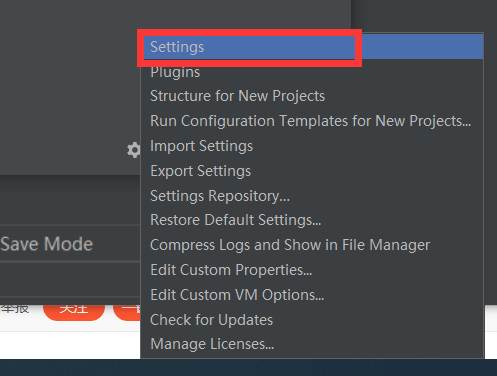 Settings
Plugins
Structure for New Projects
Run Configuration Templates for New Projects...
Import Settings
Export Settings
Settings Repository...
Restore Default Settings...
Save Mode
Compress Logs and Show in File Manager
Edit Custom Properties...
Edit Custom VM Options...
举报
关注
Check for Updates
Manage Licenses...